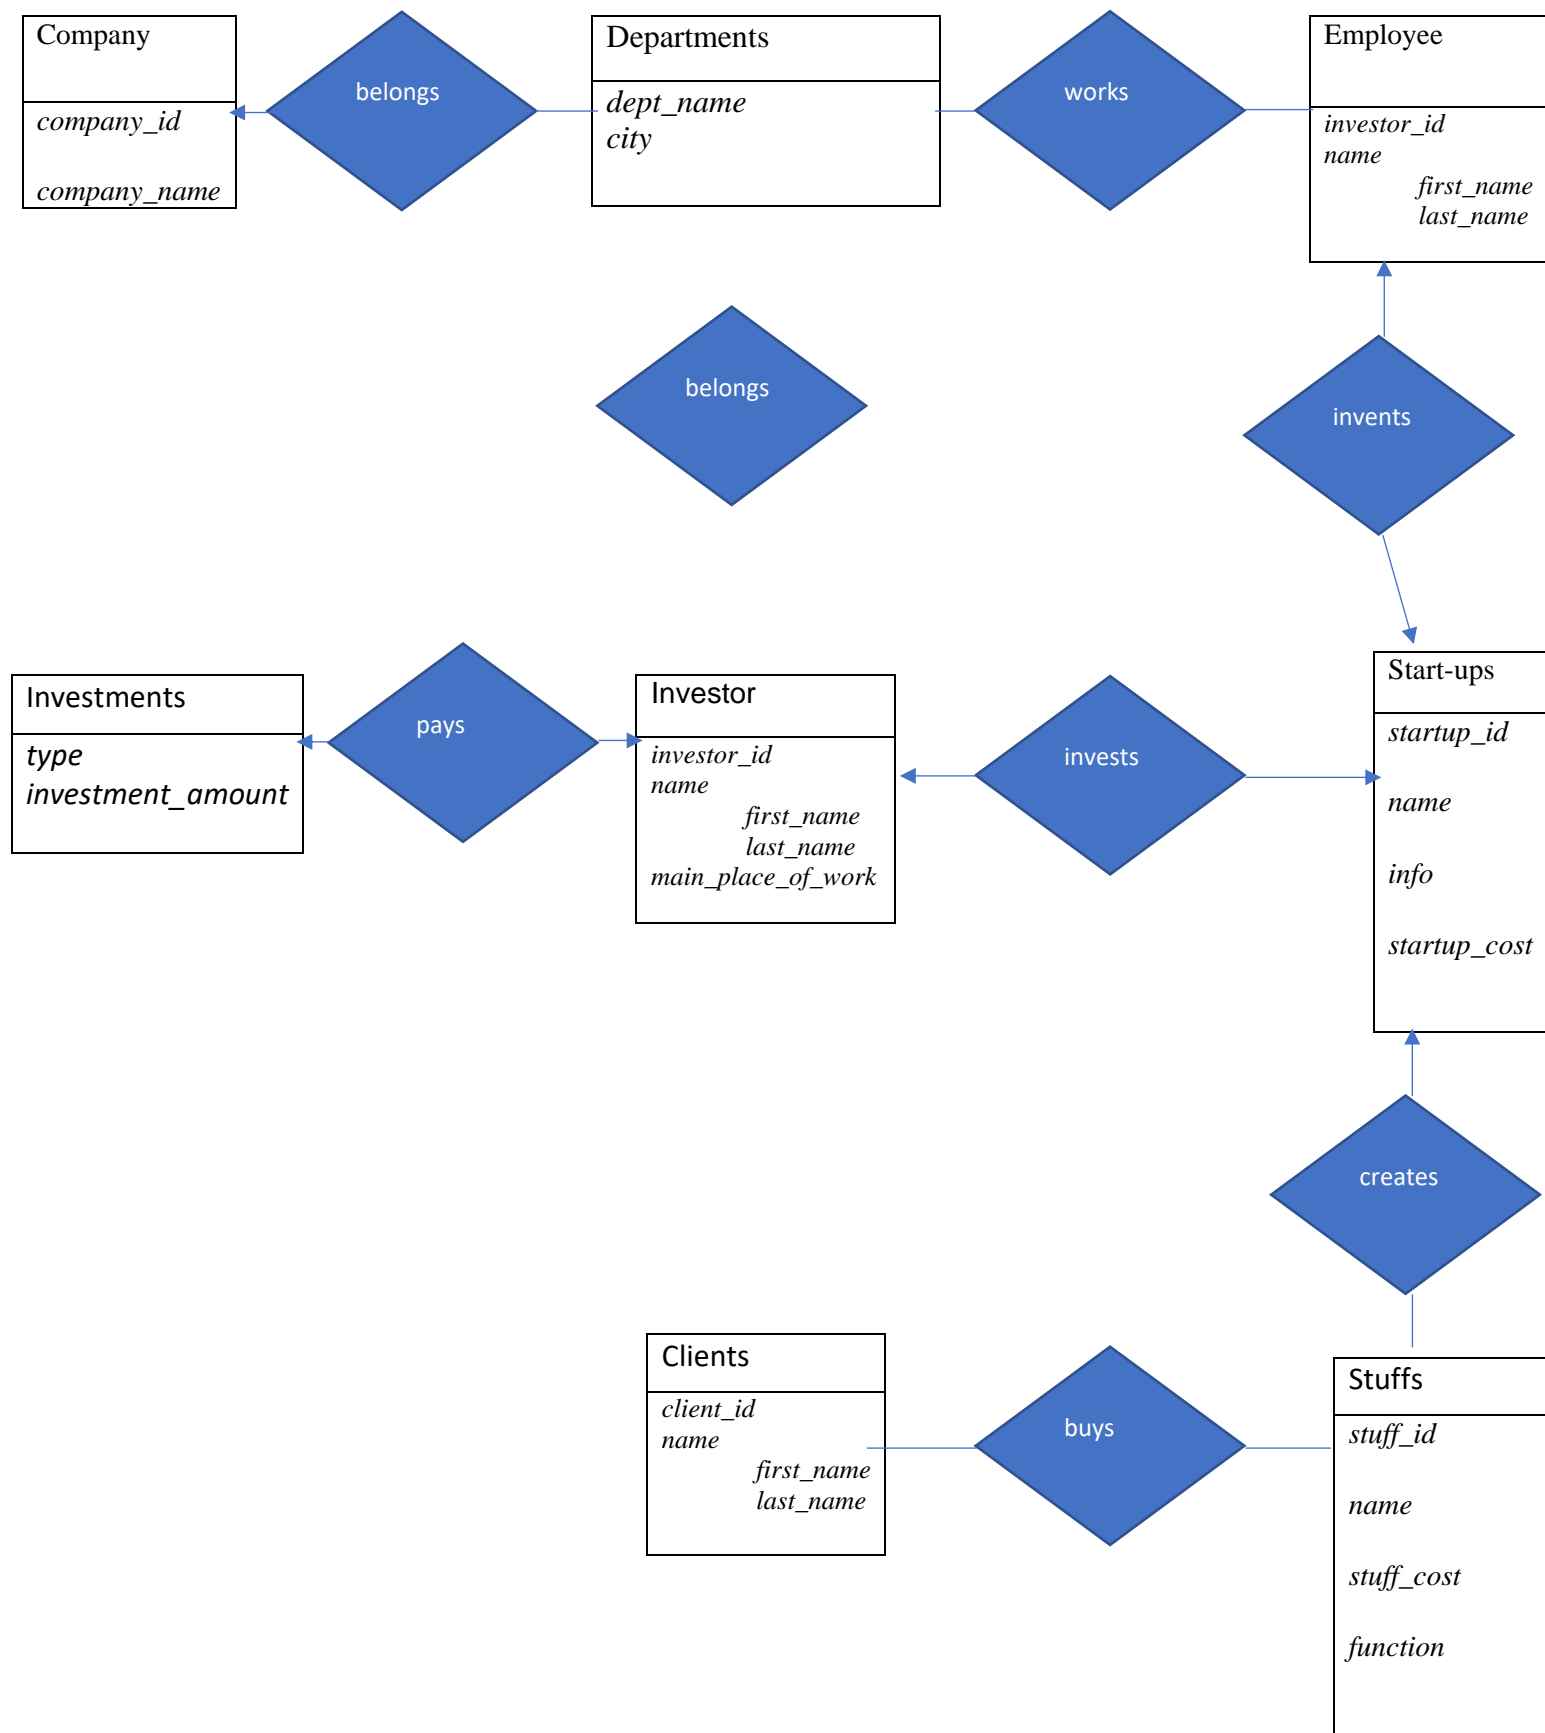 Company
company_id
company_name
belongs
Departments
dept_name
city
works
Employee
investor_id
name
first_name
last_name
belongs
invents
Investments
type
investment_amount
pays
Investor
investor_id
name
first_name
last_name
main_place_of_work
invests
Start-ups
startup_id
name
info
startup_cost
creates
Clients
client_id
name
first_name
last_name
buys
Stuffs
stuff_id
name
stuff_cost
function